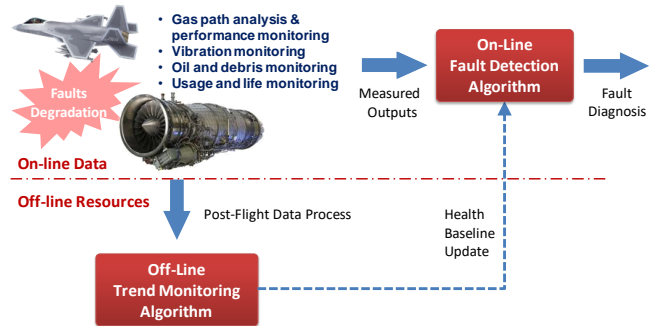 • Gas path analysis &
performance monitoring
• Vibration monitoring
• Oil and debris monitoring
• Usage and life monitoring
Faults
Degradation
Measured
Outputs
On-Line
Fault Detection
Algorithm
Fault
Diagnosis
On-line Data
Off-line Resources
Post-Flight Data Process
Health
Baseline
Update
Off-Line
Trend Monitoring
Algorithm